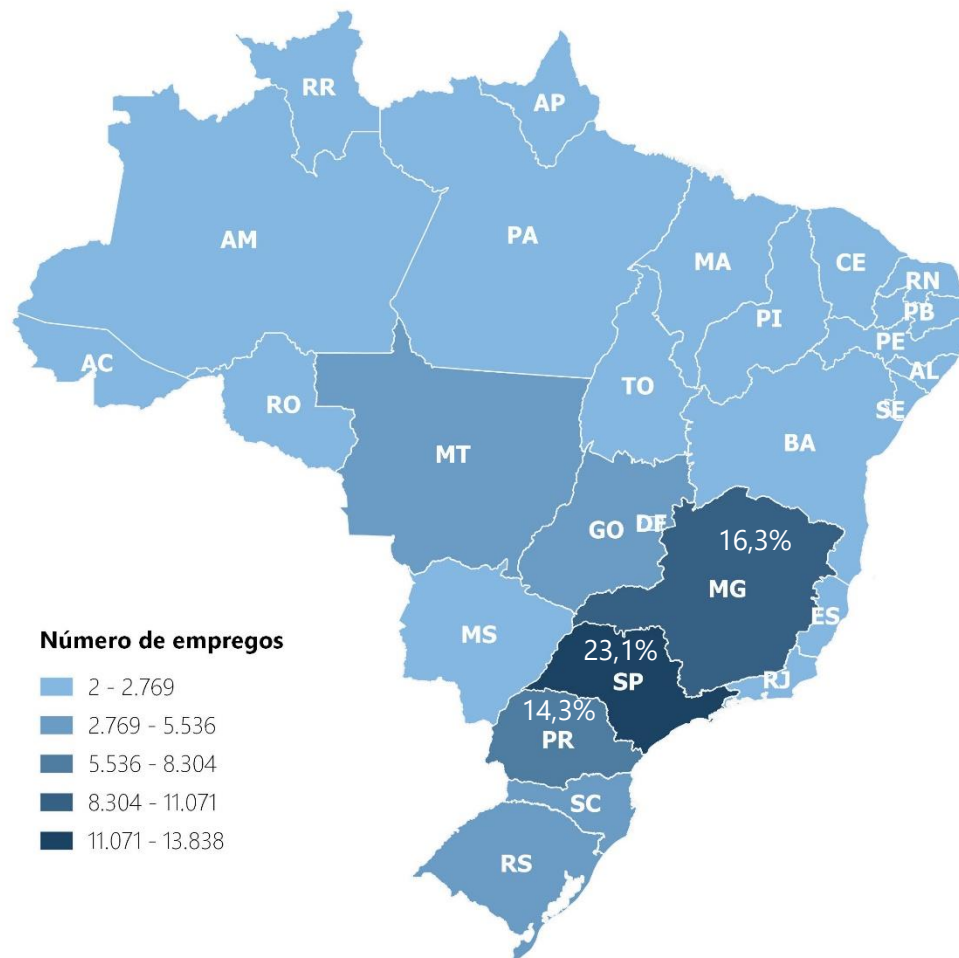 RR
AP
AM
PA
MA
CE
RN
PB
PI
PE
AC
AL
TO
RO
SE
BA
MT
GO
DF
16,3%
MG
ES
MS
23,1%
SP
RJ
14,3%
PR
SC
RS
Número de empregos
2 - 2.769
2.769 - 5.536
5.536 - 8.304
8.304 - 11.071
11.071 - 13.838